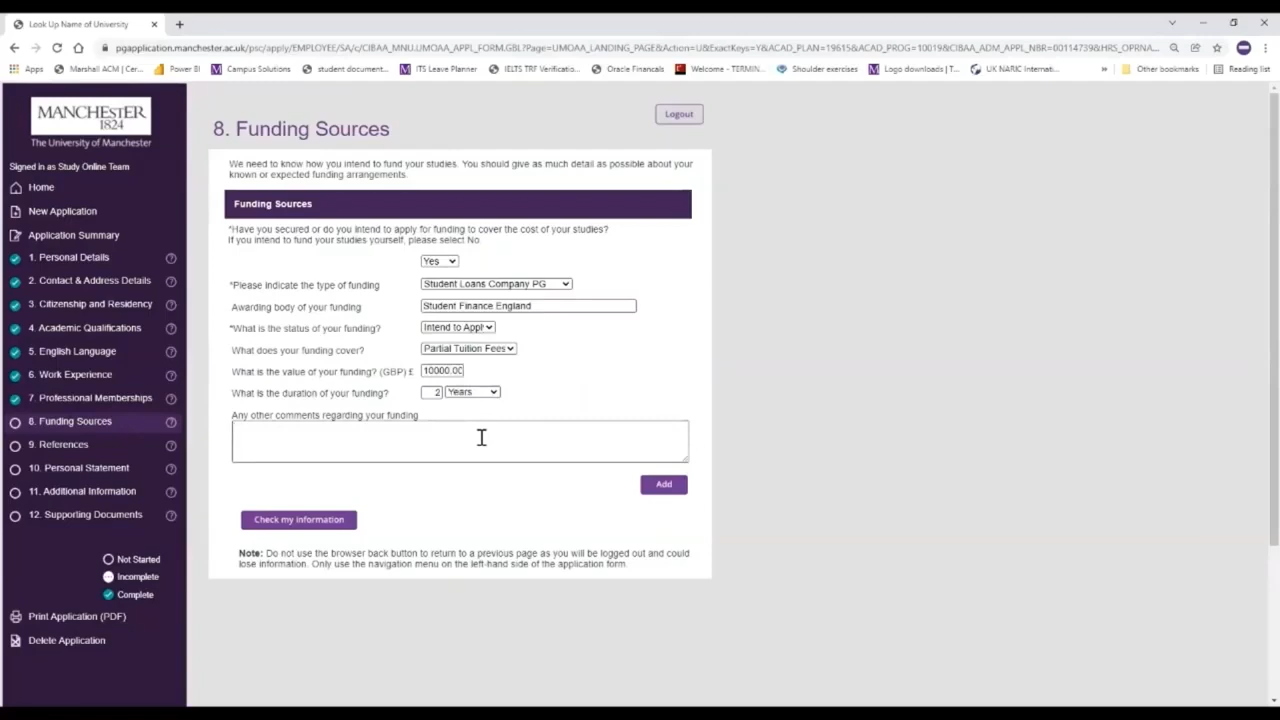 Look Up Name of University
pgapplication.manchester.ac.uk/psc/apply/EMPLOYEE/SA/c/CIBAA_MNU.UMOAA_APPL_FORM.GBL?Page=UMOAA_LANDING_PAGE&Action=U&ExactKeys=Y&ACAD_PLAN=19615&ACAD_PROG=10019&CIBAA_ADM_APPL_NBR=00114739&HRS_OPRNA...
Apps Marshall ACM | Cer... Power BI Campus Solutions student document... ITS Leave Planner IELTS TRF Verificatio... Oracle Financials Welcome - TERMIN... Shoulder exercises Logo downloads | T... UK NARIC Internati... » Other bookmarks Reading list
MANCHESTER
1824
The University of Manchester
Signed in as Study Online Team
Home
New Application
Application Summary
1. Personal Details
2. Contact & Address Details
3. Citizenship and Residency
4. Academic Qualifications
5. English Language
6. Work Experience
7. Professional Memberships
8. Funding Sources
9. References
10. Personal Statement
11. Additional Information
12. Supporting Documents
Not Started
Incomplete
Complete
Print Application (PDF)
Delete Application
Logout
8. Funding Sources
We need to know how you intend to fund your studies. You should give as much detail as possible about your
known or expected funding arrangements.
Funding Sources
*Have you secured or do you intend to apply for funding to cover the cost of your studies?
If you intend to fund your studies yourself, please select No.
Yes
*Please indicate the type of funding Student Loans Company PG
Awarding body of your funding Student Finance England
*What is the status of your funding? Intend to Apply
What does your funding cover? Partial Tuition Fees
What is the value of your funding? (GBP) £ 10000.00
What is the duration of your funding? 2 Years
Any other comments regarding your funding
Add
Check my information
Note: Do not use the browser back button to return to a previous page as you will be logged out and could
lose information. Only use the navigation menu on the left-hand side of the application form.